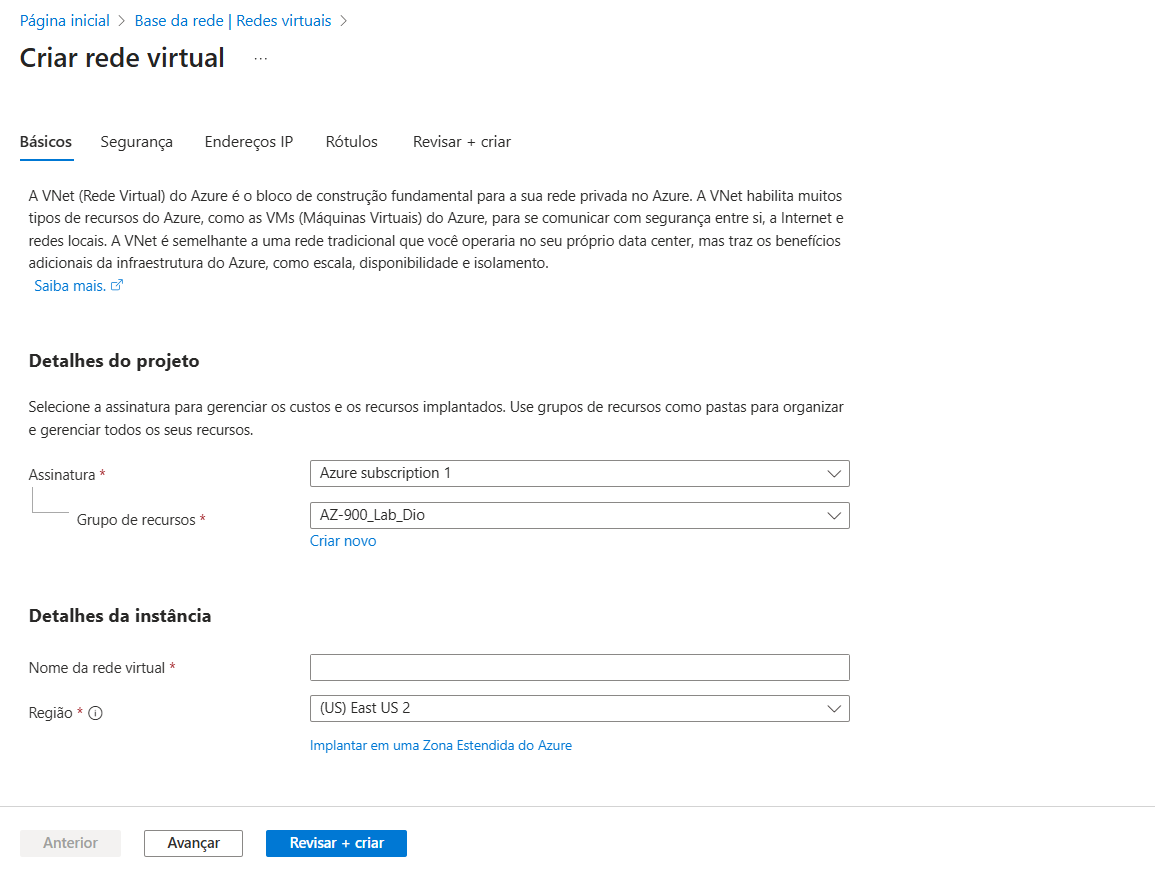 Página inicial > Base da rede | Redes virtuais >
Criar rede virtual ...
Básicos Segurança Endereços IP Rótulos Revisar + criar
A VNet (Rede Virtual) do Azure é o bloco de construção fundamental para a sua rede privada no Azure. A VNet habilita muitos
tipos de recursos do Azure, como as VMs (Máquinas Virtuais) do Azure, para se comunicar com segurança entre si, a Internet e
redes locais. A VNet é semelhante a uma rede tradicional que você operaria no seu próprio data center, mas traz os benefícios
adicionais da infraestrutura do Azure, como escala, disponibilidade e isolamento.
Saiba mais.
Detalhes do projeto
Selecione a assinatura para gerenciar os custos e os recursos implantados. Use grupos de recursos como pastas para organizar
e gerenciar todos os seus recursos.
Assinatura * Azure subscription 1
Grupo de recursos * AZ-900_Lab_Dio
Criar novo
Detalhes da instância
Nome da rede virtual *
Região * (US) East US 2
Implantar em uma Zona Estendida do Azure
Anterior Avançar Revisar + criar